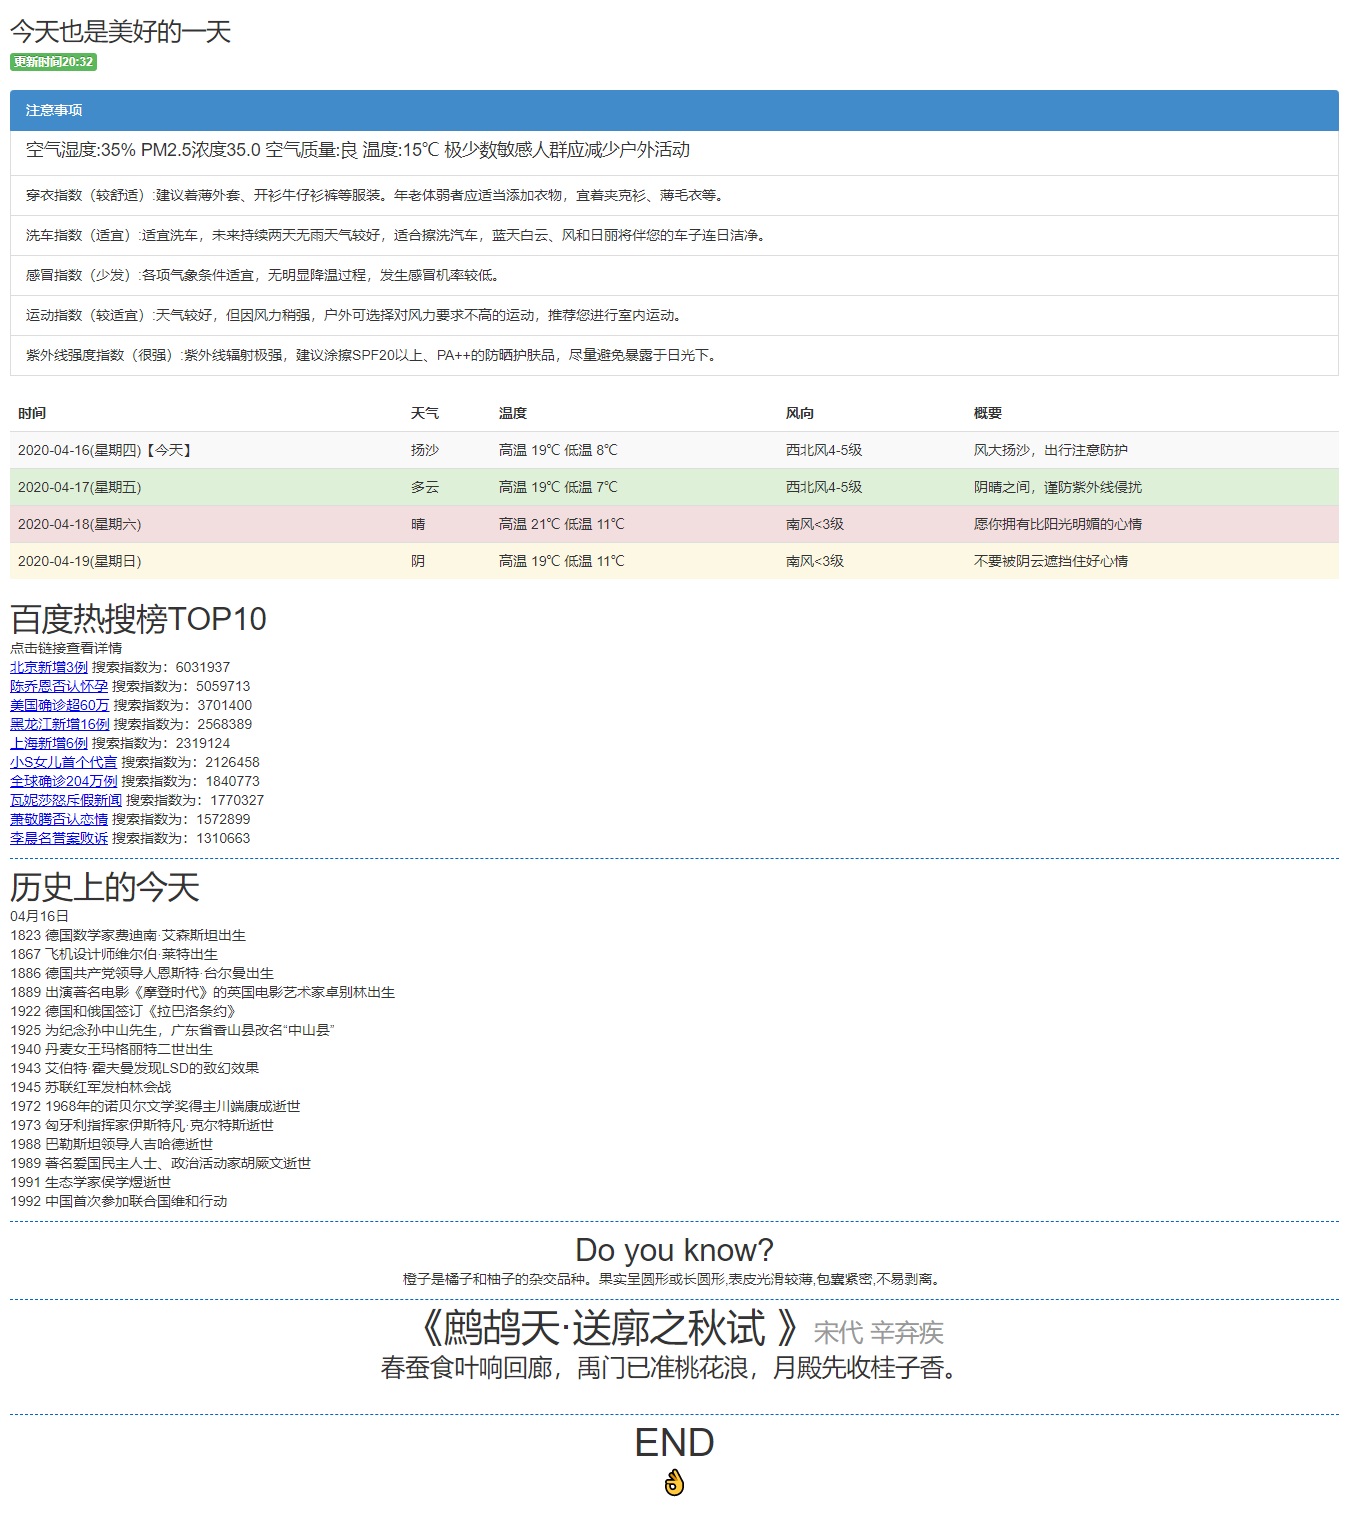 今天也是美好的一天
更新时间20:32
注意事项
空气湿度:35% PM2.5浓度35.0 空气质量:良 温度:15℃ 极少数敏感人群应减少户外活动
穿衣指数（较舒适）:建议着薄外套、开衫牛仔衫裤等服装。年老体弱者应适当添加衣物，宜着夹克衫、薄毛衣等。
洗车指数（适宜）:适宜洗车，未来持续两天无雨天气较好，适合擦洗汽车，蓝天白云、风和日丽将伴您的车子连日洁净。
感冒指数（少发）:各项气象条件适宜，无明显降温过程，发生感冒机率较低。
运动指数（较适宜）:天气较好，但因风力稍强，户外可选择对风力要求不高的运动，推荐您进行室内运动。
紫外线强度指数（很强）:紫外线辐射极强，建议涂擦SPF20以上、PA++的防晒护肤品，尽量避免暴露于日光下。
时间 天气 温度 风向 概要
2020-04-16(星期四)【今天】 扬沙 高温 19℃ 低温 8℃ 西北风4-5级 风大扬沙，出行注意防护
2020-04-17(星期五) 多云 高温 19℃ 低温 7℃ 西北风4-5级 阴晴之间，谨防紫外线侵扰
2020-04-18(星期六) 晴 高温 21℃ 低温 11℃ 南风<3级 愿你拥有比阳光明媚的心情
2020-04-19(星期日) 阴 高温 19℃ 低温 11℃ 南风<3级 不要被阴云遮挡住好心情
百度热搜榜TOP10
点击链接查看详情
北京新增3例 搜索指数为：6031937
陈乔恩否认怀孕 搜索指数为：5059713
美国确诊超60万 搜索指数为：3701400
黑龙江新增16例 搜索指数为：2568389
上海新增6例 搜索指数为：2319124
小S女儿首个代言 搜索指数为：2126458
全球确诊204万例 搜索指数为：1840773
瓦妮莎怒斥假新闻 搜索指数为：1770327
萧敬腾否认恋情 搜索指数为：1572899
李晨名誉案败诉 搜索指数为：1310663
历史上的今天
04月16日
1823 德国数学家费迪南·艾森斯坦出生
1867 飞机设计师维尔伯·莱特出生
1886 德国共产党领导人恩斯特·台尔曼出生
1889 出演著名电影《摩登时代》的英国电影艺术家卓别林出生
1922 德国和俄国签订《拉巴洛条约》
1925 为纪念孙中山先生，广东省香山县改名“中山县”
1940 丹麦女王玛格丽特二世出生
1943 艾伯特·霍夫曼发现LSD的致幻效果
1945 苏联红军发柏林会战
1972 1968年的诺贝尔文学奖得主川端康成逝世
1973 匈牙利指挥家伊斯特凡·克尔特斯逝世
1988 巴勒斯坦领导人吉哈德逝世
1989 著名爱国民主人士、政治活动家胡厥文逝世
1991 生态学家侯学煜逝世
1992 中国首次参加联合国维和行动
Do you know?
橙子是橘子和柚子的杂交品种。果实呈圆形或长圆形,表皮光滑较薄,包囊紧密,不易剥离。
《鹧鸪天·送廓之秋试 》宋代 辛弃疾
春蚕食叶响回廊，禹门已准桃花浪，月殿先收桂子香。
END